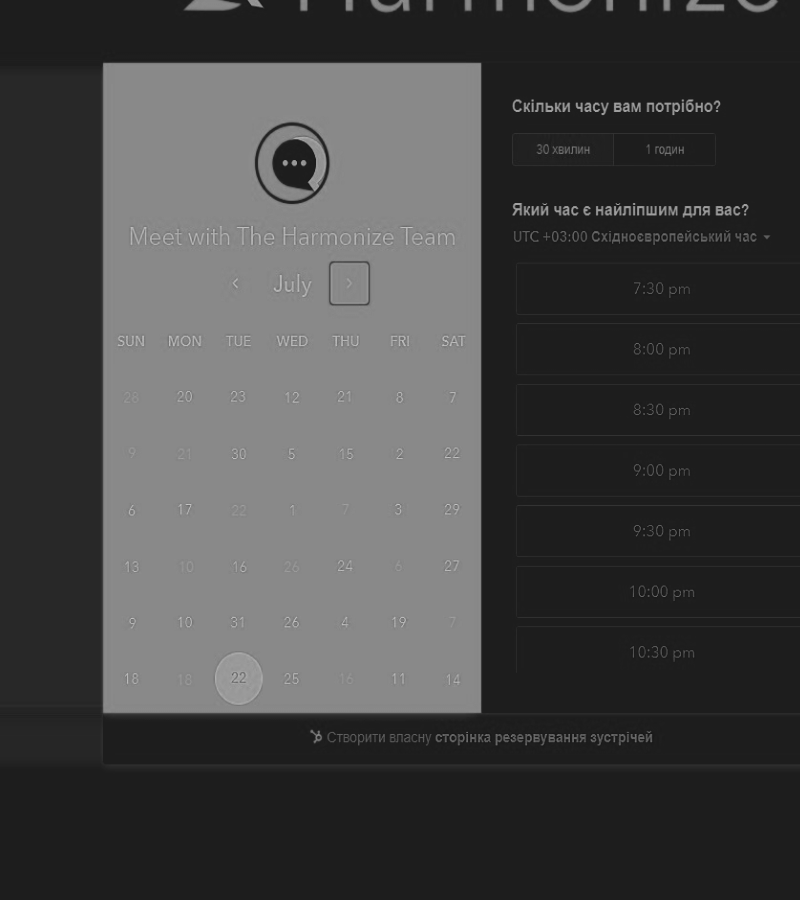 Harmonize
Meet with The Harmonize Team
July
SUN MON TUE WED THU FRI SAT
28 20 23 12 21 8 7
9 21 30 5 15 2 22
6 17 22 1 7 3 29
13 10 16 26 24 6 27
9 10 31 26 4 19 7
18 18 22 25 16 11 14
Скільки часу вам потрібно?
30 хвилин 1 годин
Який час є найліпшим для вас?
UTC +03:00 Східноєвропейський час
7:30 pm
8:00 pm
8:30 pm
9:00 pm
9:30 pm
10:00 pm
10:30 pm
Створити власну сторінка резервування зустрічей